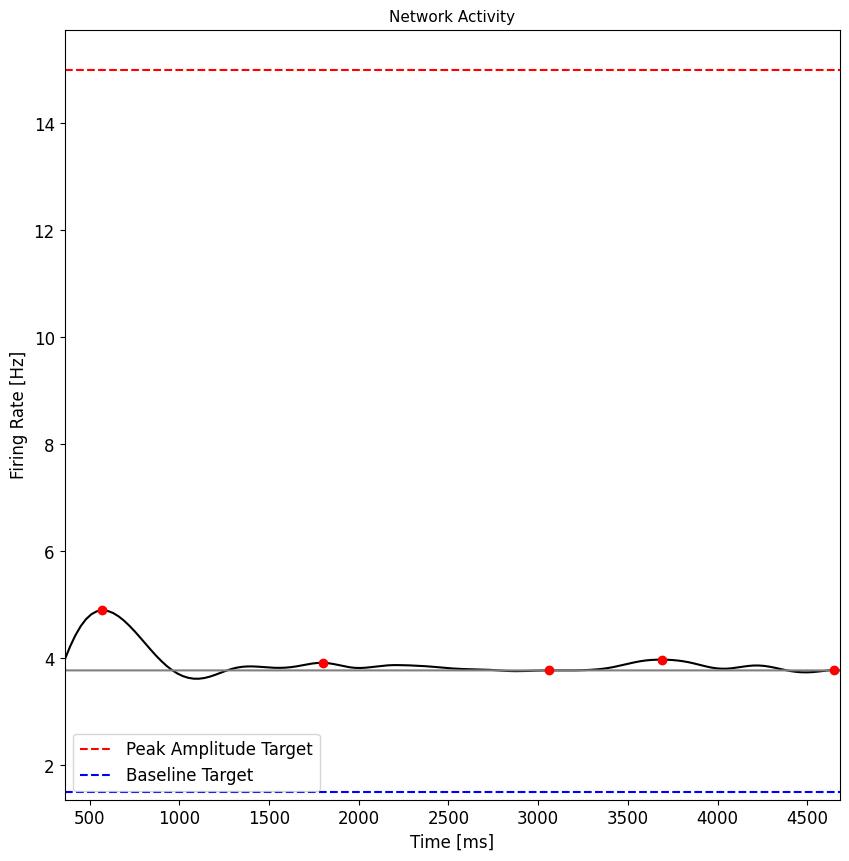 Network Activity
14
12
10
8
6
4
2
Firing Rate [Hz]
Peak Amplitude Target
Baseline Target
500 1000 1500 2000 2500 3000 3500 4000 4500
Time [ms]